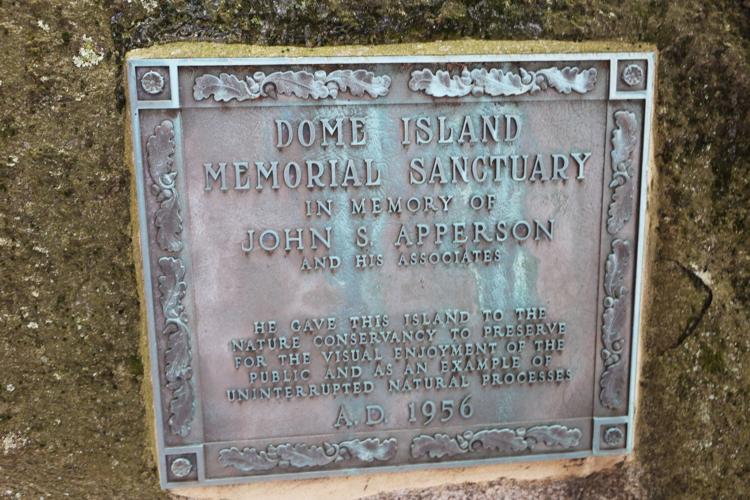 DOME ISLAND
MEMORIAL SANCTUARY
IN MEMORY OF
JOHN S. APPERSON
AND HIS ASSOCIATES
HE GAVE THIS ISLAND TO THE
NATURE CONSERVANCY TO PRESERVE
FOR THE VISUAL ENJOYMENT OF THE
PUBLIC AND AS AN EXAMPLE OF
UNINTERRUPTED NATURAL PROCESSES
A.D. 1956